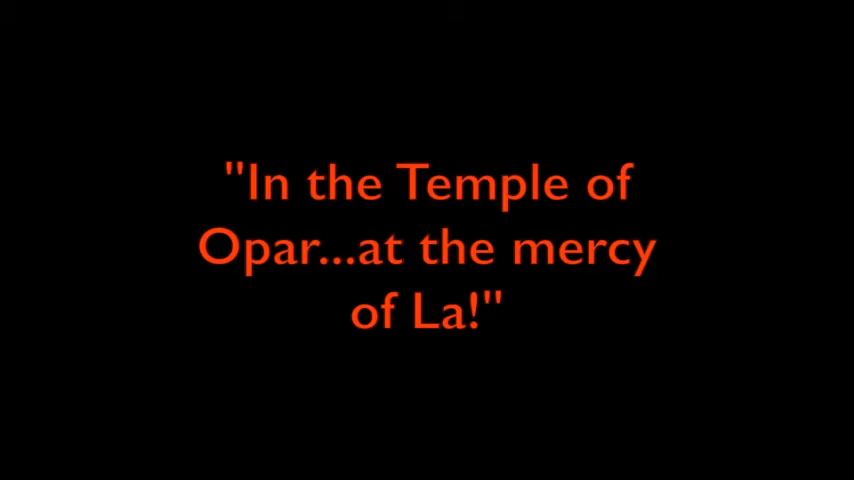 "In the Temple of
Opar...at the mercy
of La!"